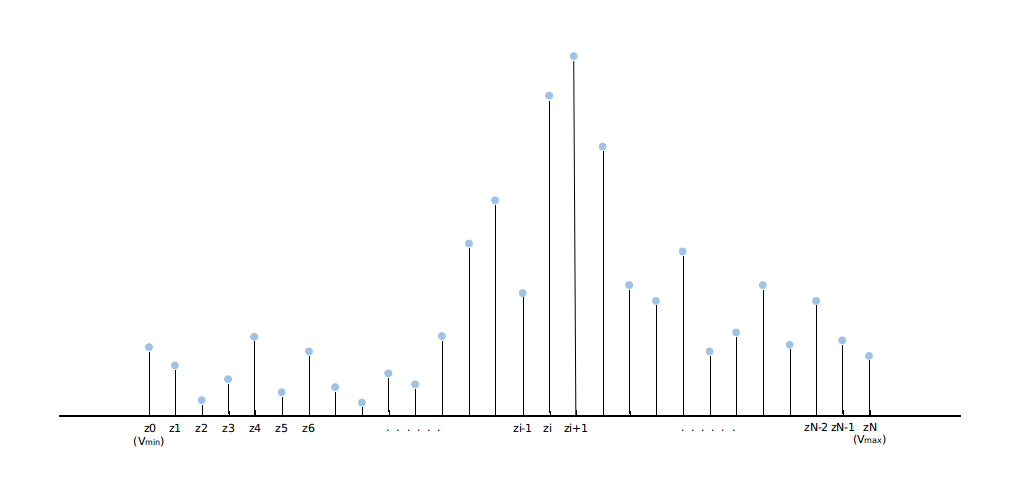 z0 z1 z2 z3 z4 z5 z6 . . . . . . zi-1 zi zi+1 . . . . . . zN-2 zN-1 zN
(Vmin) (Vmax)